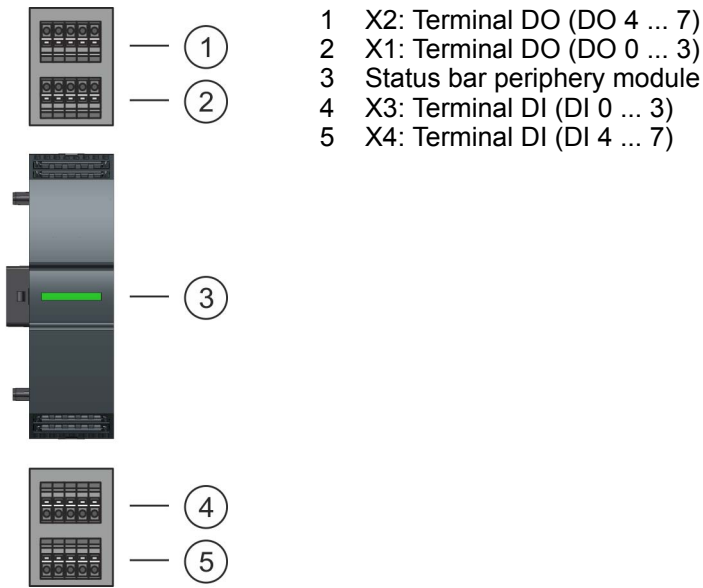 1 X2: Terminal DO (DO 4 ... 7)
2 X1: Terminal DO (DO 0 ... 3)
3 Status bar periphery module
4 X3: Terminal DI (DI 0 ... 3)
5 X4: Terminal DI (DI 4 ... 7)
1
2
3
4
5